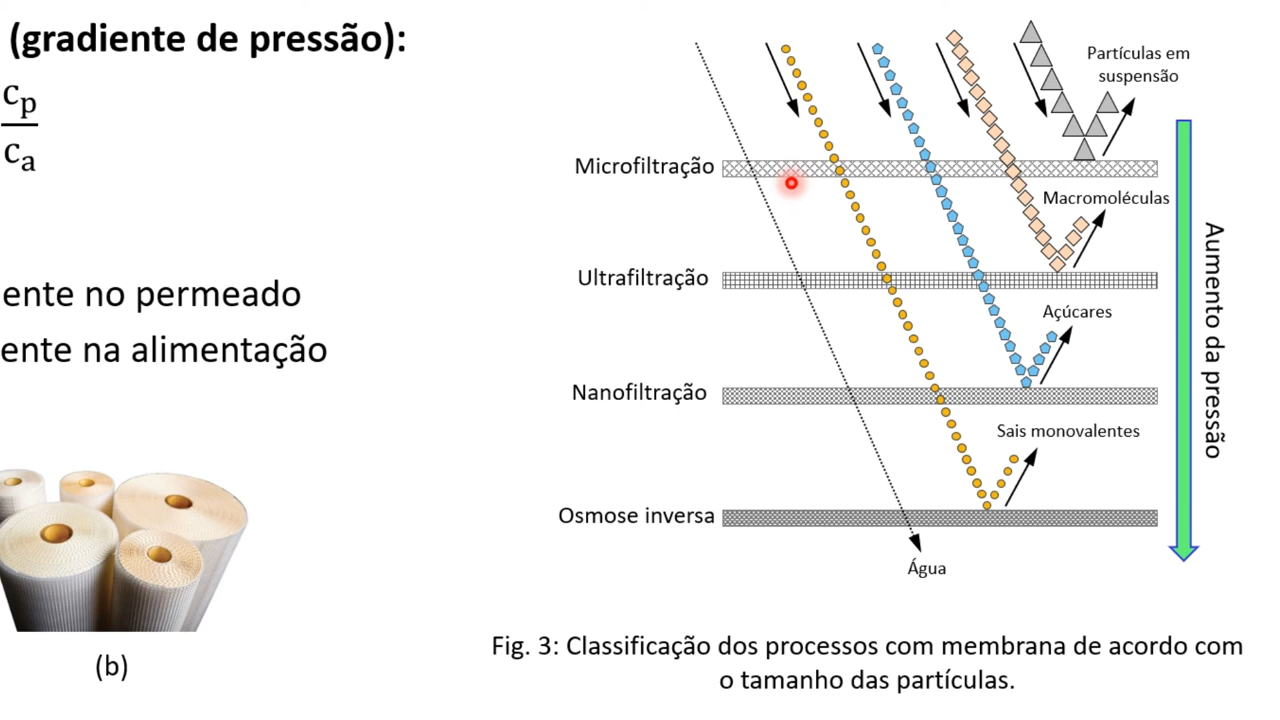 (gradiente de pressão):
cp
ca
ente no permeado
ente na alimentação
(b)
Partículas em
suspensão
Microfiltração
Macromoléculas
Ultrafiltração
Açúcares
Nanofiltração
Sais monovalentes
Osmose inversa
Água
Aumento da pressão
Fig. 3: Classificação dos processos com membrana de acordo com
o tamanho das partículas.